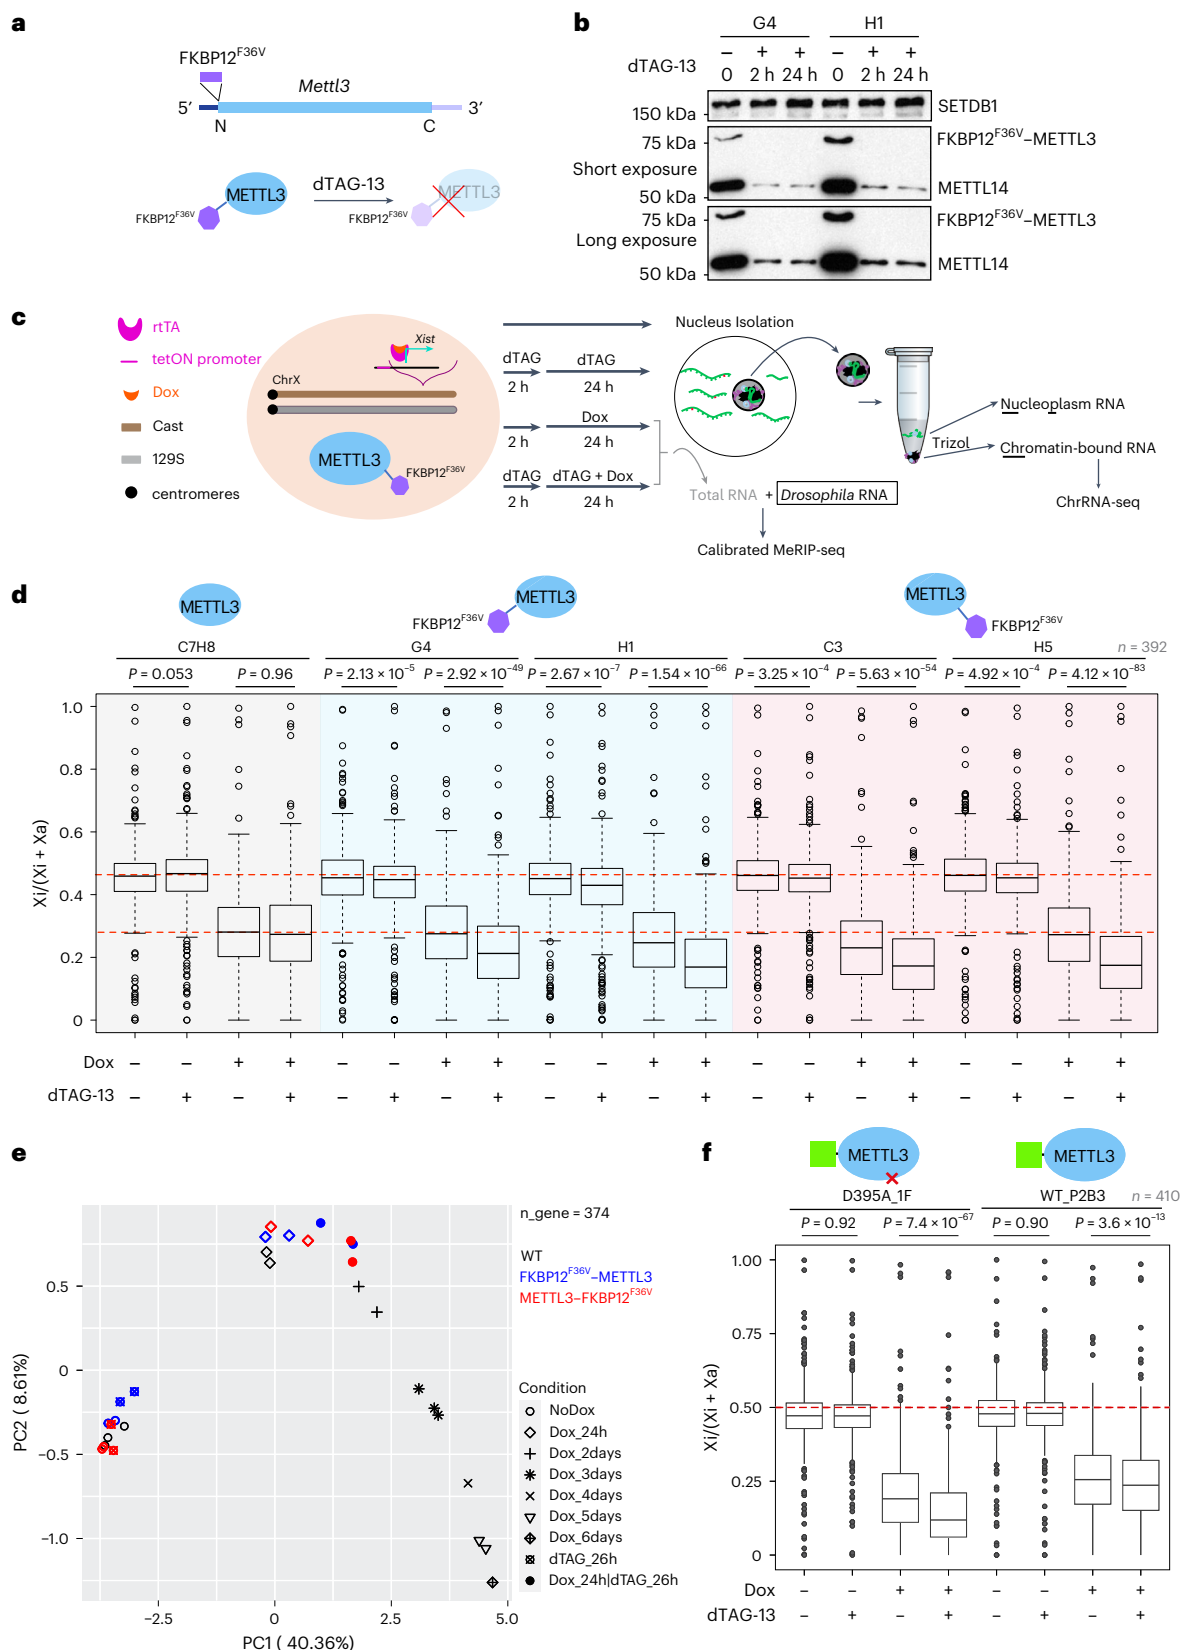 a
FKBP12F36V
Mettl3
5′ 3′
N C
METTL3 dTAG-13 METTL3
FKBP12F36V FKBP12F36V
b
G4 H1
– + + – + +
dTAG-13 0 2 h 24 h 0 2 h 24 h
150 kDa SETDB1
75 kDa FKBP12F36V–METTL3
Short exposure
50 kDa METTL14
75 kDa FKBP12F36V–METTL3
Long exposure
50 kDa METTL14
c
rtTA
tetON promoter
Dox
Cast
129S
centromeres
Xist
ChrX
METTL3
FKBP12F36V
dTAG dTAG
2 h 24 h
Dox
2 h 24 h
dTAG dTAG + Dox
2 h 24 h
Nucleus Isolation
Trizol
Nucleoplasm RNA
Chromatin-bound RNA
ChrRNA-seq
Total RNA + Drosophila RNA
Calibrated MeRIP-seq
d
METTL3
FKBP12F36V METTL3
METTL3 FKBP12F36V
C7H8 G4 H1 C3 H5 n = 392
P = 0.053 P = 0.96 P = 2.13 × 10−5 P = 2.92 × 10−49 P = 2.67 × 10−7 P = 1.54 × 10−66 P = 3.25 × 10−4 P = 5.63 × 10−54 P = 4.92 × 10−4 P = 4.12 × 10−83
Xi/(Xi + Xa)
1.0
0.8
0.6
0.4
0.2
0
Dox – – + + – – + + – – + + – – + + – – + +
dTAG-13 – + – + – + – + – + – + – + – + – + – +
e
n_gene = 374
WT
FKBP12F36V–METTL3
METTL3–FKBP12F36V
Condition
NoDox
Dox_24h
Dox_2days
Dox_3days
Dox_4days
Dox_5days
Dox_6days
dTAG_26h
Dox_24h|dTAG_26h
PC2 ( 8.61%)
0.5
0
−0.5
−1.0
−2.5 0 2.5 5.0
PC1 ( 40.36%)
f
METTL3 METTL3
D395A_1F WT_P2B3 n = 410
P = 0.92 P = 7.4 × 10−67 P = 0.90 P = 3.6 × 10−13
Xi/(Xi + Xa)
1.00
0.75
0.50
0.25
0
Dox – – + + – – + +
dTAG-13 – + – + – + – +